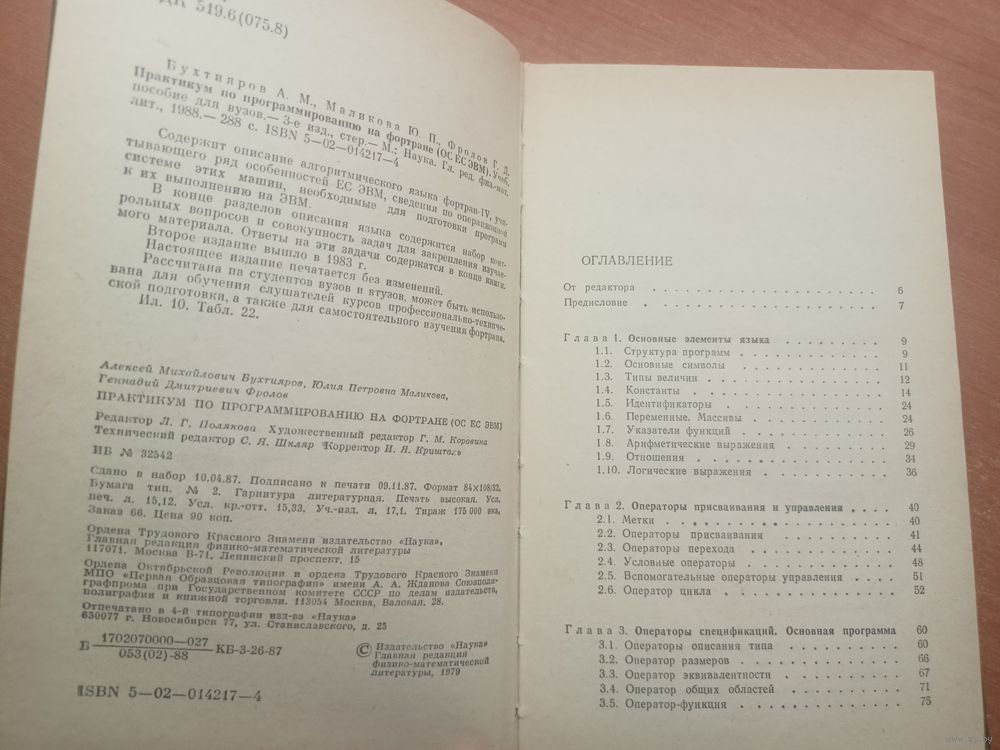 ДК 519.6(075.8)
Бухтияров А. М., Маликова Ю. П., Фролов Г. Д.
Практикум по программированию на фортране (ОС ЕС ЭВМ). Учеб.
пособие для вузов.— 3-е изд., стер.— М.: Наука. Гл. ред. физ.-мат.
лит., 1988.— 288 с. ISBN 5—02—014217—4
Содержит описание алгоритмического языка фортран-IV, учи-
тывающего ряд особенностей ЕС ЭВМ, сведения по операционной
системе этих машин, необходимые для подготовки программ
к их выполнению на ЭВМ.
В конце разделов описания языка содержится набор конт-
рольных вопросов и совокупность задач для закрепления изучае-
мого материала. Ответы на эти задачи содержатся в конце книги.
Второе издание вышло в 1983 г.
Настоящее издание печатается без изменений.
Рассчитана на студентов вузов и втузов, может быть использо-
вана для обучения слушателей курсов профессионально-техниче-
ской подготовки, а также для самостоятельного изучения фортрана.
Ил. 10. Табл. 22.
Алексей Михайлович Бухтияров, Юлия Петровна Маликова,
Геннадий Дмитриевич Фролов
ПРАКТИКУМ ПО ПРОГРАММИРОВАНИЮ НА ФОРТРАНЕ (ОС ЕС ЭВМ)
Редактор Л. Г. Полякова Художественный редактор Г. М. Коровина
Технический редактор С. Я. Шкляр Корректор И. Я. Кришталь
ИБ № 32542
Сдано в набор 10.04.87. Подписано к печати 09.11.87. Формат 84×108/32.
Бумага тип. № 2. Гарнитура литературная. Печать высокая. Усл.
печ. л. 15,12. Усл. кр.-отт. 15,33. Уч.-изд. л. 17,1. Тираж 175 000 экз.
Заказ 66. Цена 90 коп.
Ордена Трудового Красного Знамени издательство «Наука»,
Главная редакция физико-математической литературы
117071, Москва В-71, Ленинский проспект, 15
Ордена Октябрьской Революции и ордена Трудового Красного Знамени
МПО «Первая Образцовая типография» имени А. А. Жданова Союзполи-
графпрома при Государственном комитете СССР по делам издательств,
полиграфии и книжной торговли. 113054 Москва, Валовая, 28.
Отпечатано в 4-й типографии изд-ва «Наука»
630077 г. Новосибирск 77, ул. Станиславского, д. 25
Б 1702070000—027
053(02)-88 КБ-3-26-87
© Издательство «Наука»
Главная редакция
физико-математической
литературы, 1979
ISBN 5—02—014217—4
ОГЛАВЛЕНИЕ
От редактора . . . . . . . . . . . . . . . . . . . 6
Предисловие . . . . . . . . . . . . . . . . . . . 7
Глава 1. Основные элементы языка . . . . . . . . 9
1.1. Структура программ . . . . . . . . . . . . 9
1.2. Основные символы . . . . . . . . . . . . 11
1.3. Типы величин . . . . . . . . . . . . . . 12
1.4. Константы . . . . . . . . . . . . . . . 14
1.5. Идентификаторы . . . . . . . . . . . . . 24
1.6. Переменные. Массивы . . . . . . . . . . . 24
1.7. Указатели функций . . . . . . . . . . . . 26
1 8. Арифметические выражения . . . . . . . . 29
1.9. Отношения . . . . . . . . . . . . . . . 34
1.10. Логические выражения . . . . . . . . . . 36
Глава 2. Операторы присваивания и управления . . . . 40
2.1. Метки . . . . . . . . . . . . . . . . . 40
2.2. Операторы присваивания . . . . . . . . . 41
2.3. Операторы перехода . . . . . . . . . . . 44
2.4. Условные операторы . . . . . . . . . . . 48
2.5. Вспомогательные операторы управления . . . . 51
2.6. Оператор цикла . . . . . . . . . . . . . 52
Глава 3. Операторы спецификаций. Основная программа 60
3.1. Операторы описания типа . . . . . . . . . 60
3.2. Оператор размеров . . . . . . . . . . . . 66
3.3. Оператор эквивалентности . . . . . . . . . 67
3.4. Оператор общих областей . . . . . . . . . 71
3.5. Оператор-функция . . . . . . . . . . . . 75